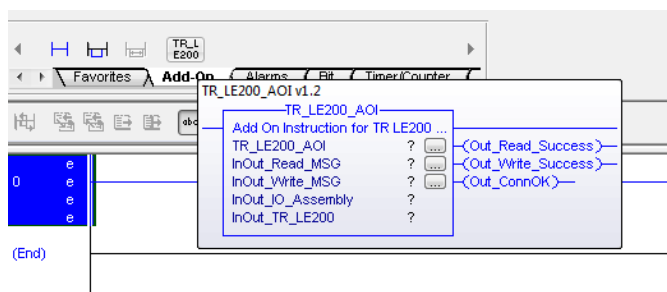 TR_L
E200
Favorites Add-On Alarms Bit Timer/Counter
TR_LE200_AOI v1.2
abc
TR_LE200_AOI
Add On Instruction for TR LE200 ...
TR_LE200_AOI ? ... Out_Read_Success
InOut_Read_MSG ? ... Out_Write_Success
InOut_Write_MSG ? ... Out_ConnOK
InOut_IO_Assembly ?
InOut_TR_LE200 ?
e
0 e
e
e
(End)